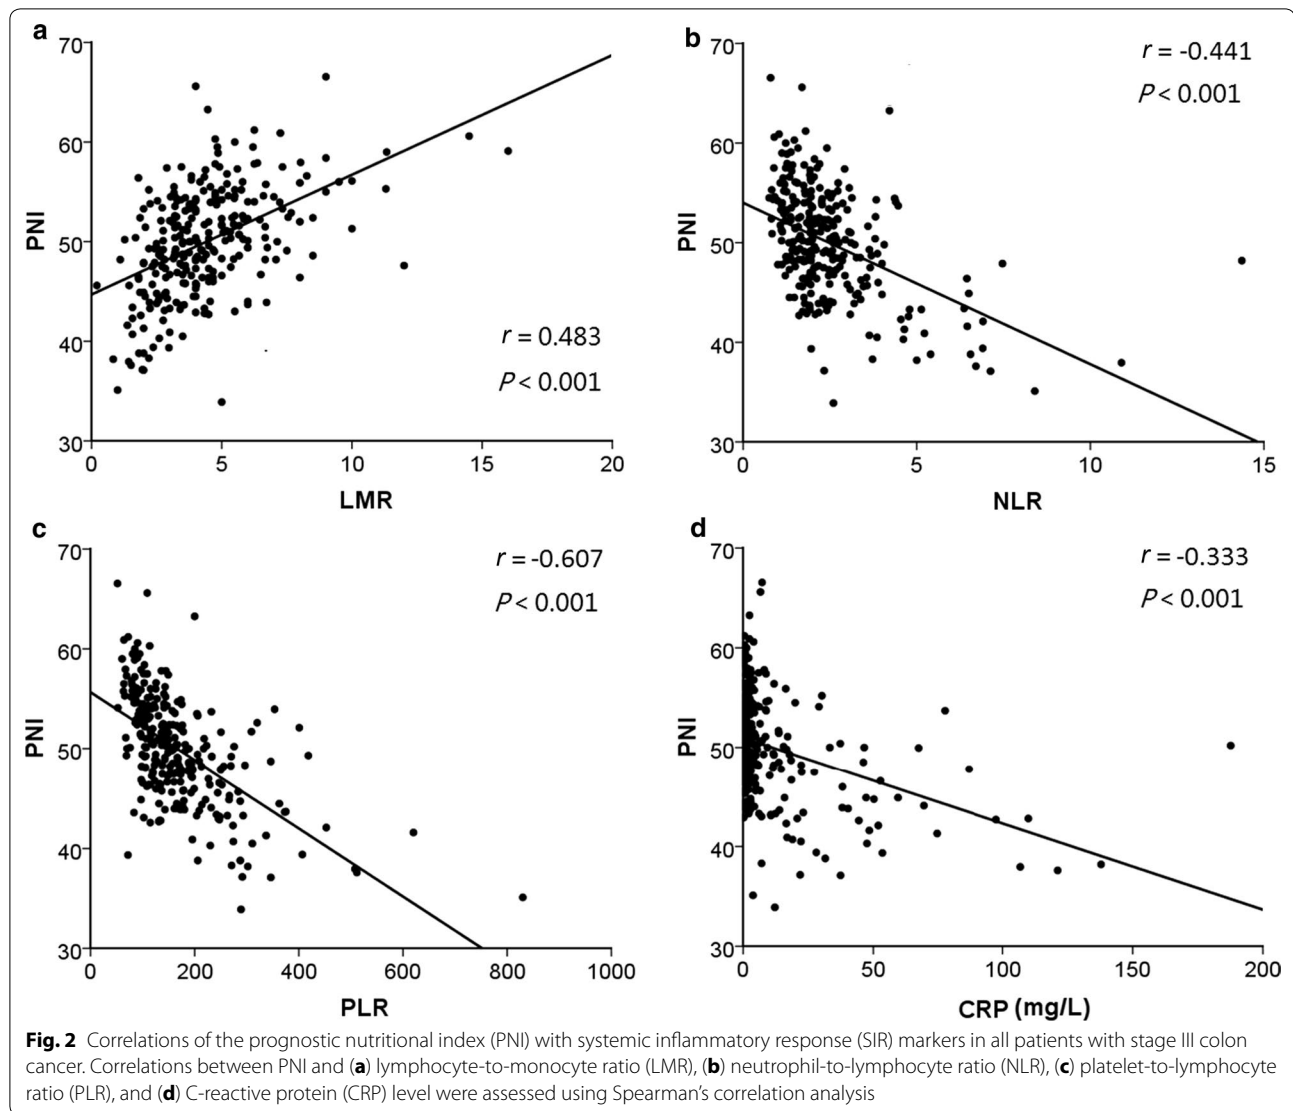 a
70
60
50
40
30
PNI
r = 0.483
P < 0.001
0 5 10 15 20
LMR
b
70
60
50
40
30
PNI
r = -0.441
P < 0.001
0 5 10 15
NLR
c
70
60
50
40
30
PNI
r = -0.607
P < 0.001
0 200 400 600 800 1000
PLR
d
70
60
50
40
30
PNI
r = -0.333
P < 0.001
0 50 100 150 200
CRP (mg/L)
Fig. 2 Correlations of the prognostic nutritional index (PNI) with systemic inflammatory response (SIR) markers in all patients with stage III colon
cancer. Correlations between PNI and (a) lymphocyte-to-monocyte ratio (LMR), (b) neutrophil-to-lymphocyte ratio (NLR), (c) platelet-to-lymphocyte
ratio (PLR), and (d) C-reactive protein (CRP) level were assessed using Spearman's correlation analysis